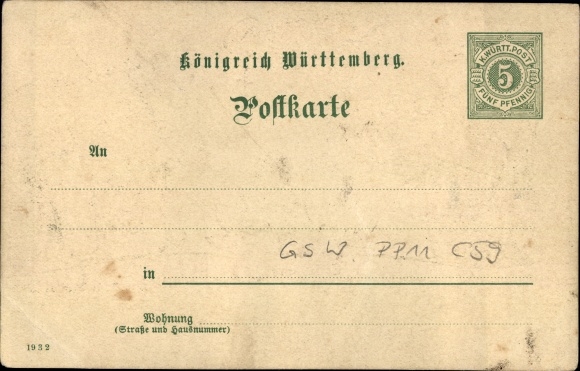 Königreich Württemberg.
K.WÜRTT.POST
5
FÜNF PFENNIG
Postkarte
An
GSW PP11 C59
in
Wohnung
(Straße und Hausnummer)
1932